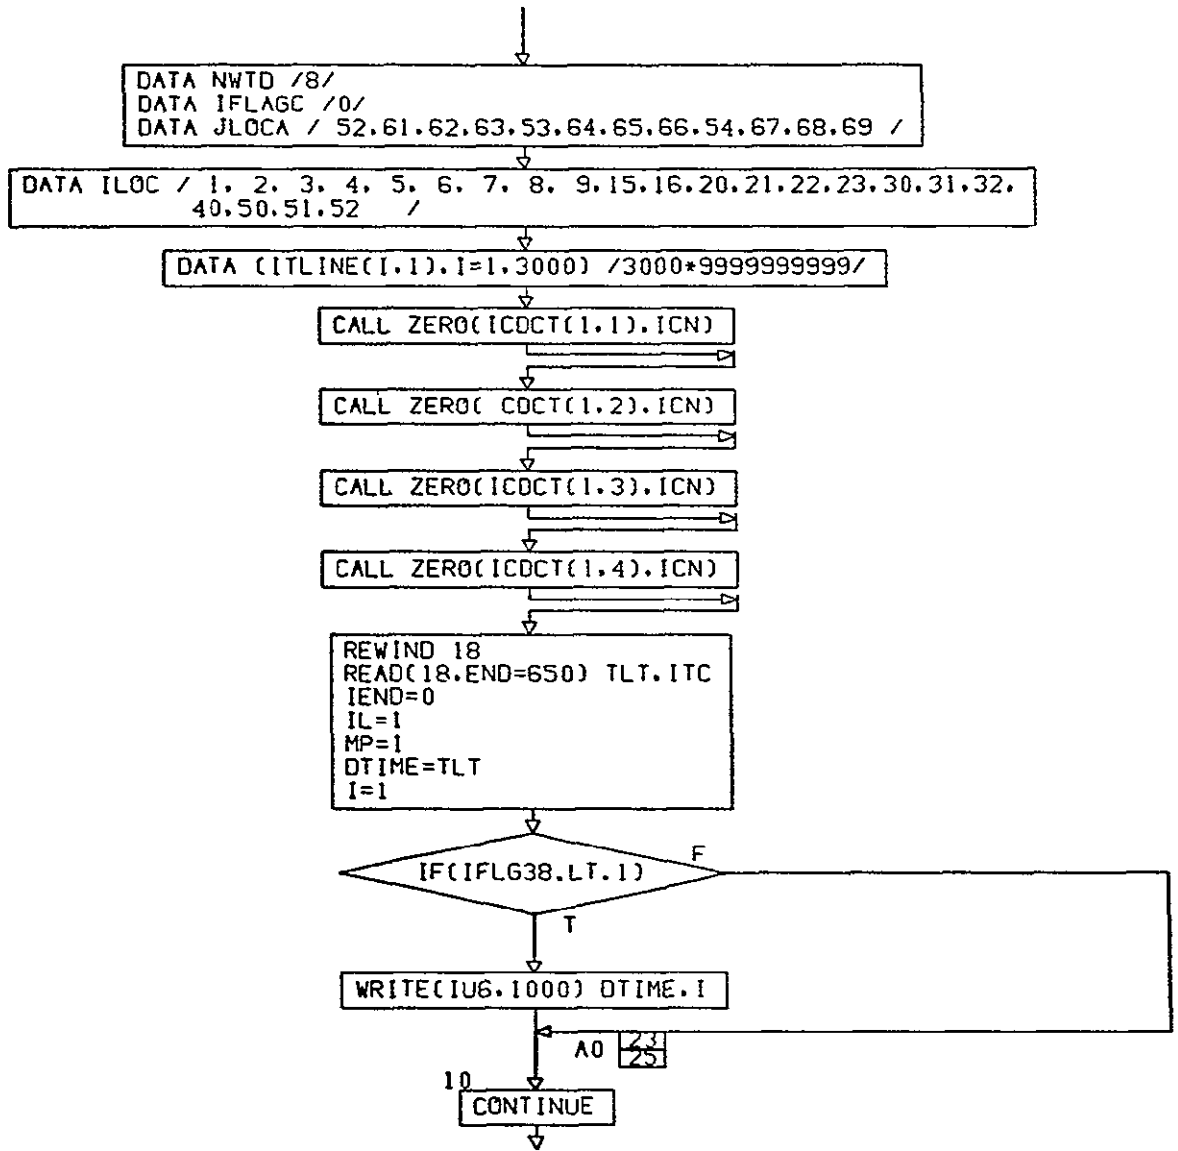 DATA NWTD /8/
DATA IFLAGC /0/
DATA JLOCA / 52,61,62,63,53,64,65,66,54,67,68,69 /
DATA ILOC / 1, 2, 3, 4, 5, 6, 7, 8, 9,15,16,20,21,22,23,30,31,32,
40,50,51,52 /
DATA (ITLINE(I,1),I=1,3000) /3000*9999999999/
CALL ZERO(ICDCT(1,1),ICN)
CALL ZERO( CDCT(1,2),ICN)
CALL ZERO(ICDCT(1,3),ICN)
CALL ZERO(ICDCT(1,4),ICN)
REWIND 18
READ(18,END=650) TLT,ITC
IEND=0
IL=1
MP=1
DTIME=TLT
I=1
IF(IFLG38.LT.1)
F
T
WRITE(IU6,1000) DTIME,I
A0
23
25
10
CONTINUE